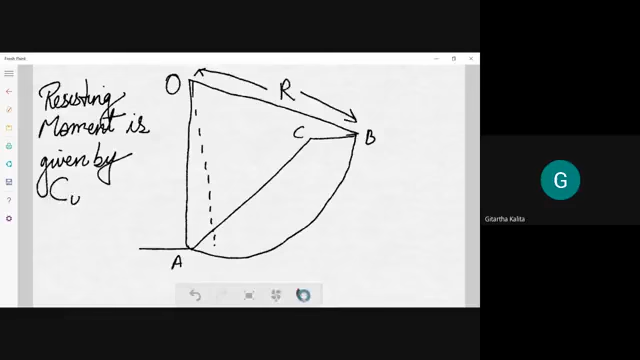 Fresh Paint
Resisting
Moment is
given by
Cu
O
R
C
B
A
G
Gitartha Kalita